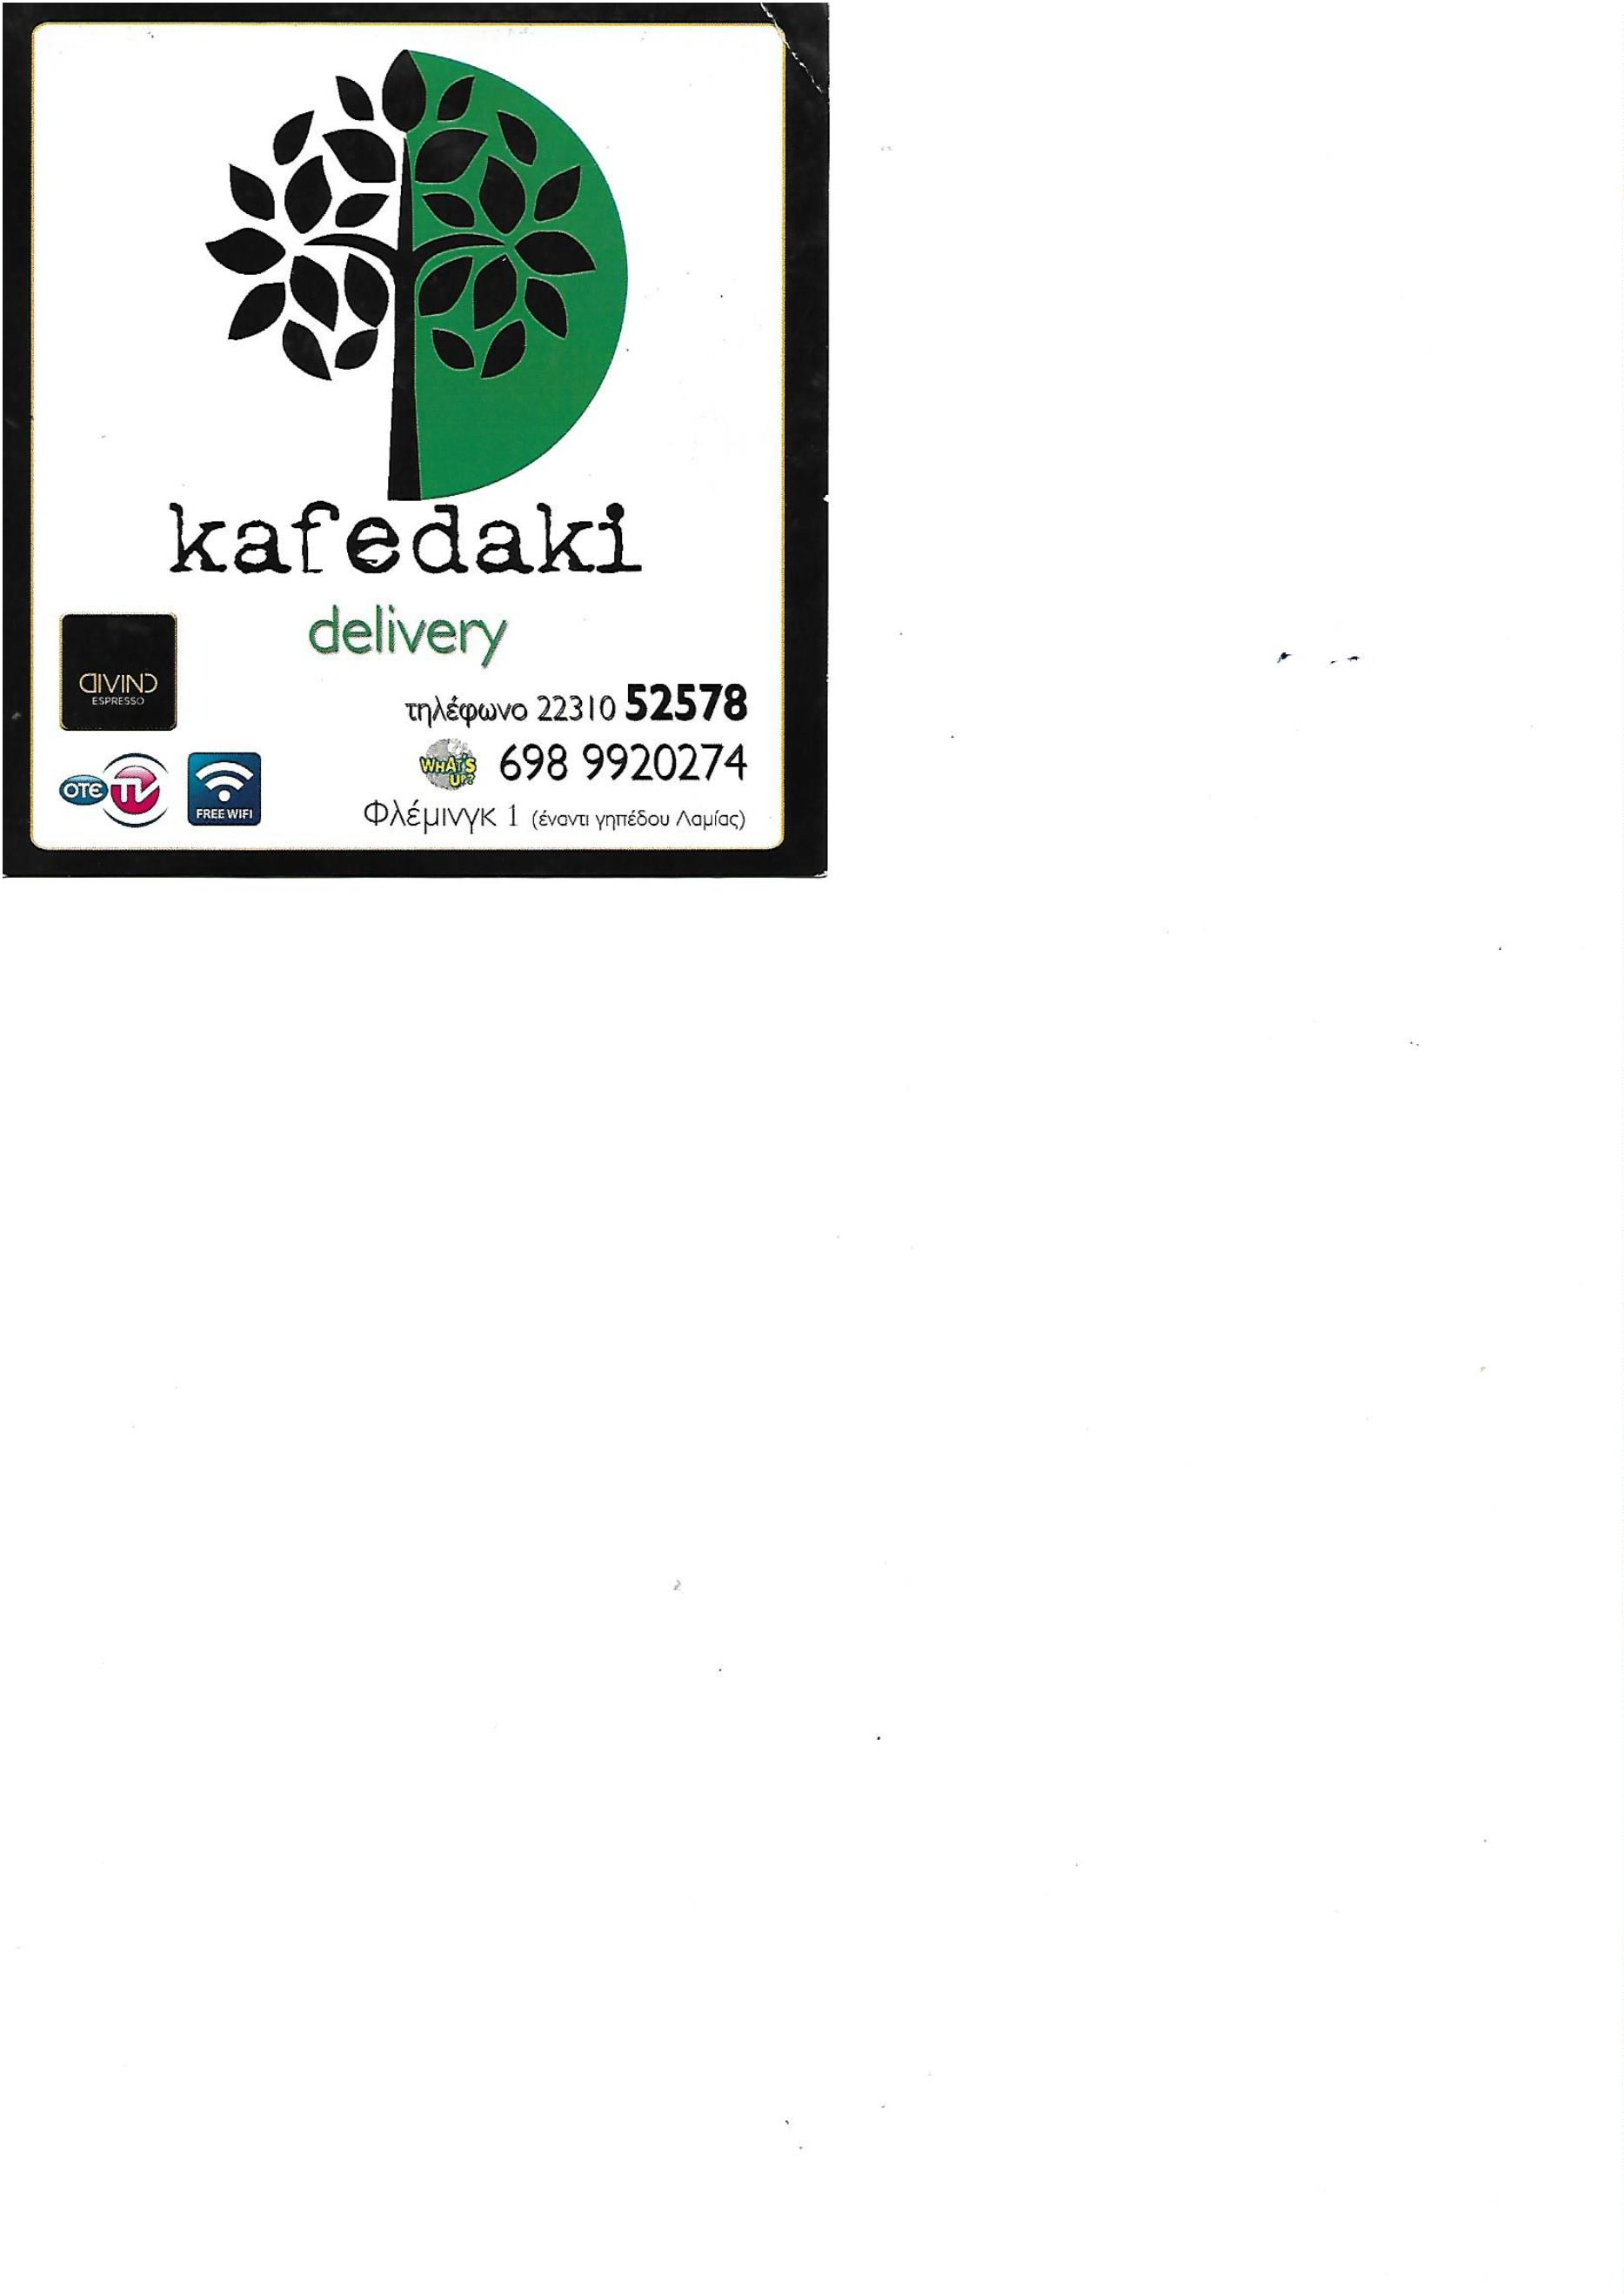 kafedaki
delivery
DIVINO
ESPRESSO
τηλέφωνο 22310 52578
WHAT'S UP?
698 9920274
OTE TV
FREE WIFI
Φλέμινγκ 1 (έναντι γηπέδου Λαμίας)